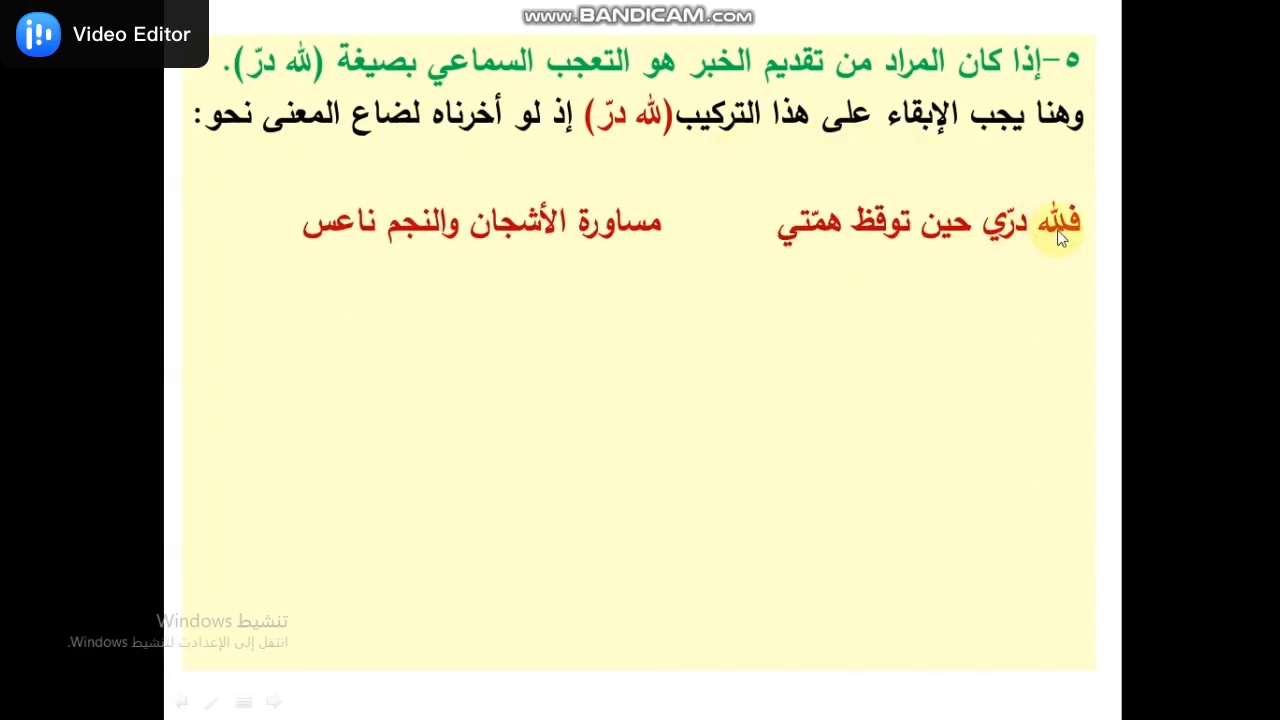 www.BANDICAM.com
Video Editor
٥-إذا كان المراد من تقديم الخبر هو التعجب السماعي بصيغة (لله درّ).
وهنا يجب الإبقاء على هذا التركيب(لله درّ) إذ لو أخرناه لضاع المعنى نحو:
فلله درّي حين توقظ همّتي مساورة الأشجان والنجم ناعس
تنشيط Windows
انتقل إلى الإعدادت لتنشيط Windows.